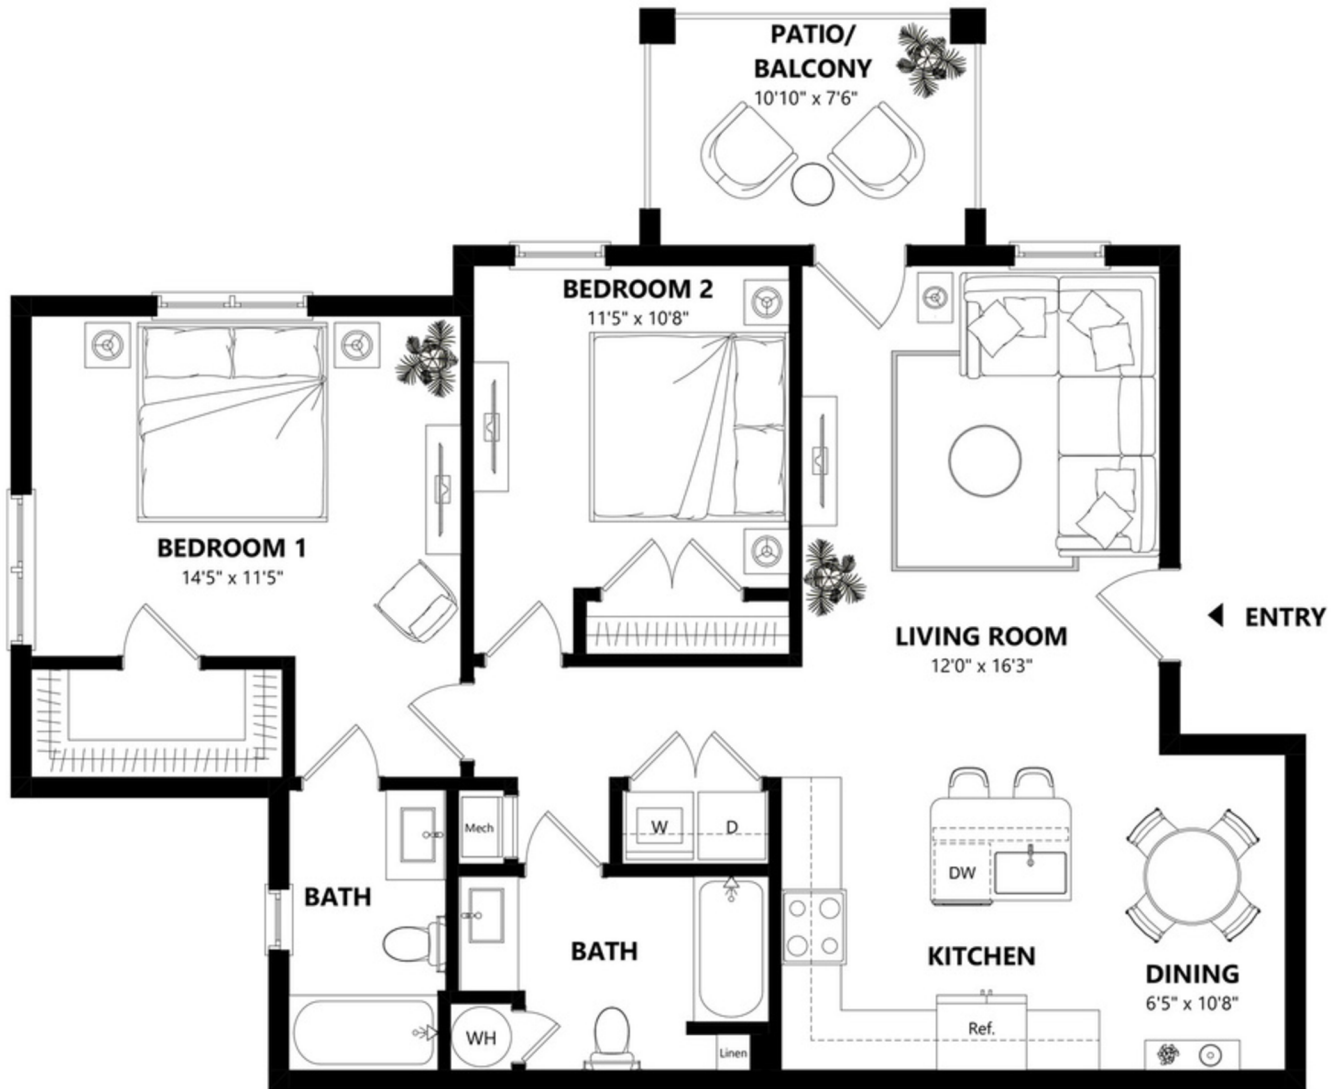 PATIO/
BALCONY
10'10" x 7'6"
BEDROOM 2
11'5" x 10'8"
BEDROOM 1
14'5" x 11'5"
ENTRY
LIVING ROOM
12'0" x 16'3"
Mech
W
D
DW
BATH
BATH
KITCHEN
DINING
6'5" x 10'8"
WH
Ref.
Linen